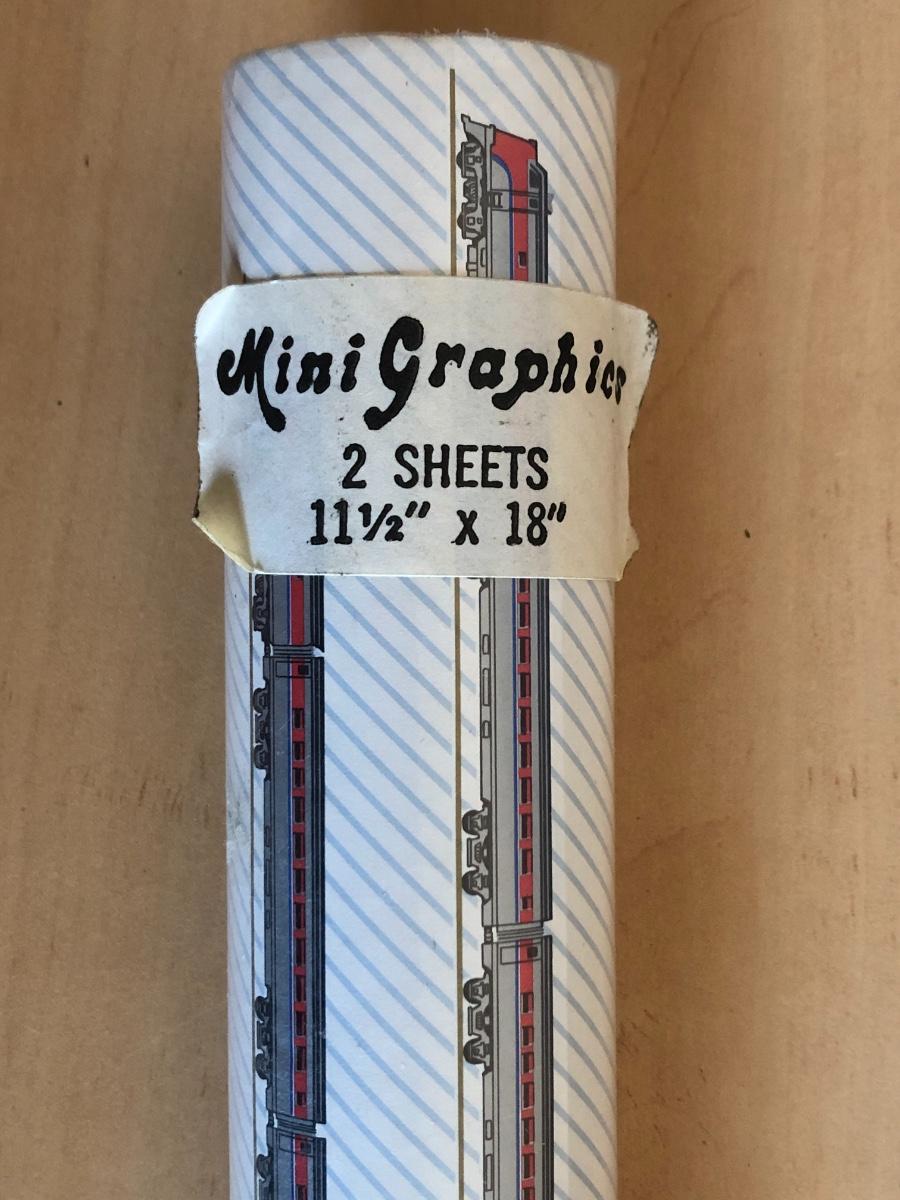 Mini Graphics
2 SHEETS
11½" x 18"